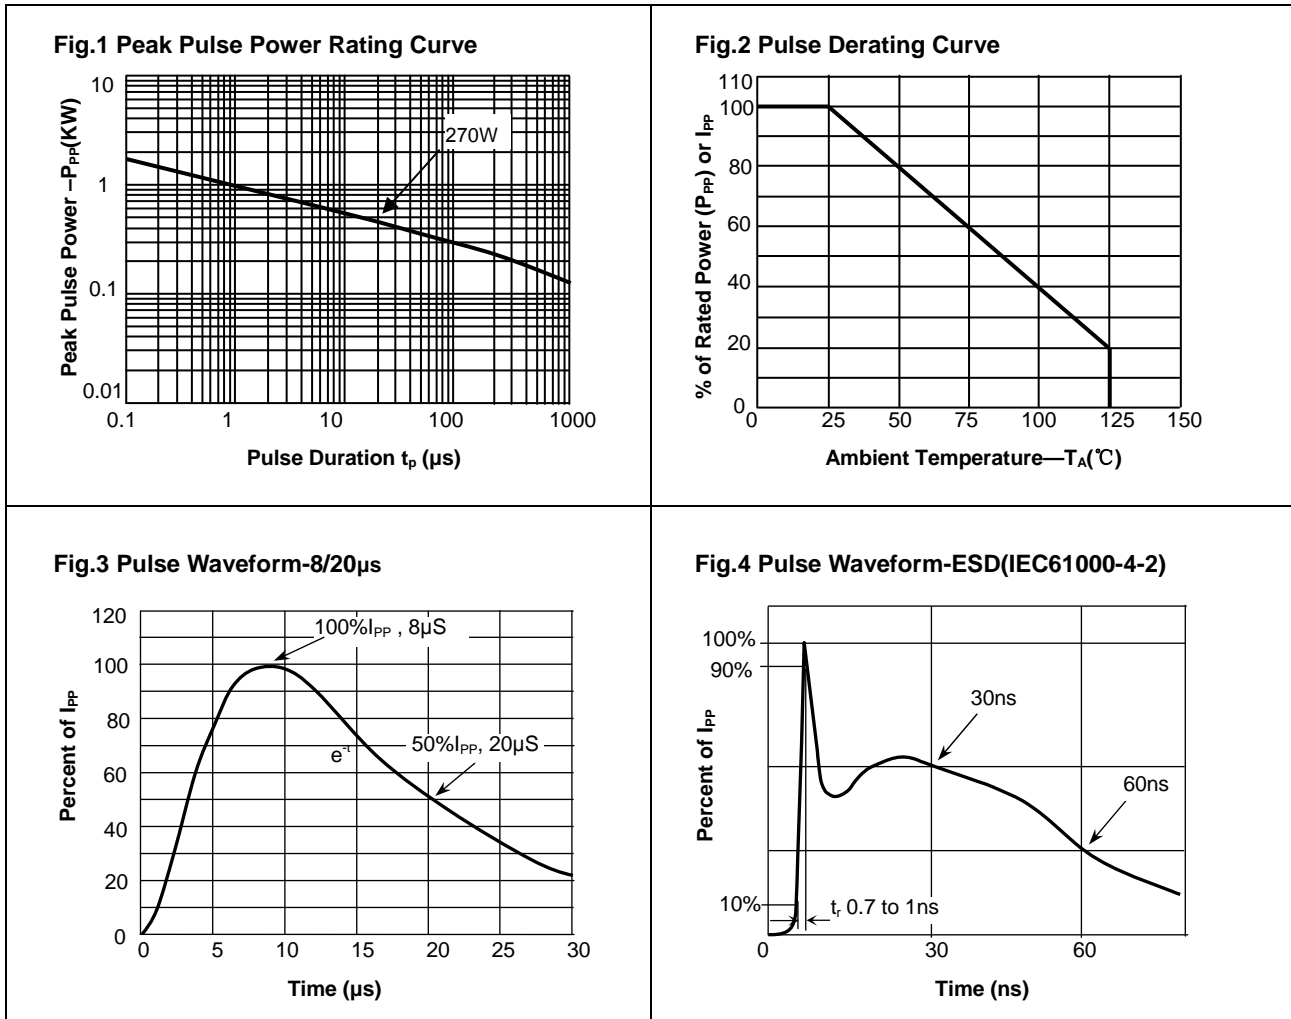 Fig.1 Peak Pulse Power Rating Curve
Peak Pulse Power –PPP(KW)
10
1
0.1
0.01
270W
0.1 1 10 100 1000
Pulse Duration tp (µs)
Fig.2 Pulse Derating Curve
% of Rated Power (PPP) or IPP
110
100
80
60
40
20
0
0 25 50 75 100 125 150
Ambient Temperature—TA(℃)
Fig.3 Pulse Waveform-8/20µs
Percent of IPP
120
100
80
60
40
20
0
100%IPP , 8µS
e-t
50%IPP, 20µS
0 5 10 15 20 25 30
Time (µs)
Fig.4 Pulse Waveform-ESD(IEC61000-4-2)
Percent of IPP
100%
90%
10%
30ns
60ns
tr 0.7 to 1ns
0 30 60
Time (ns)